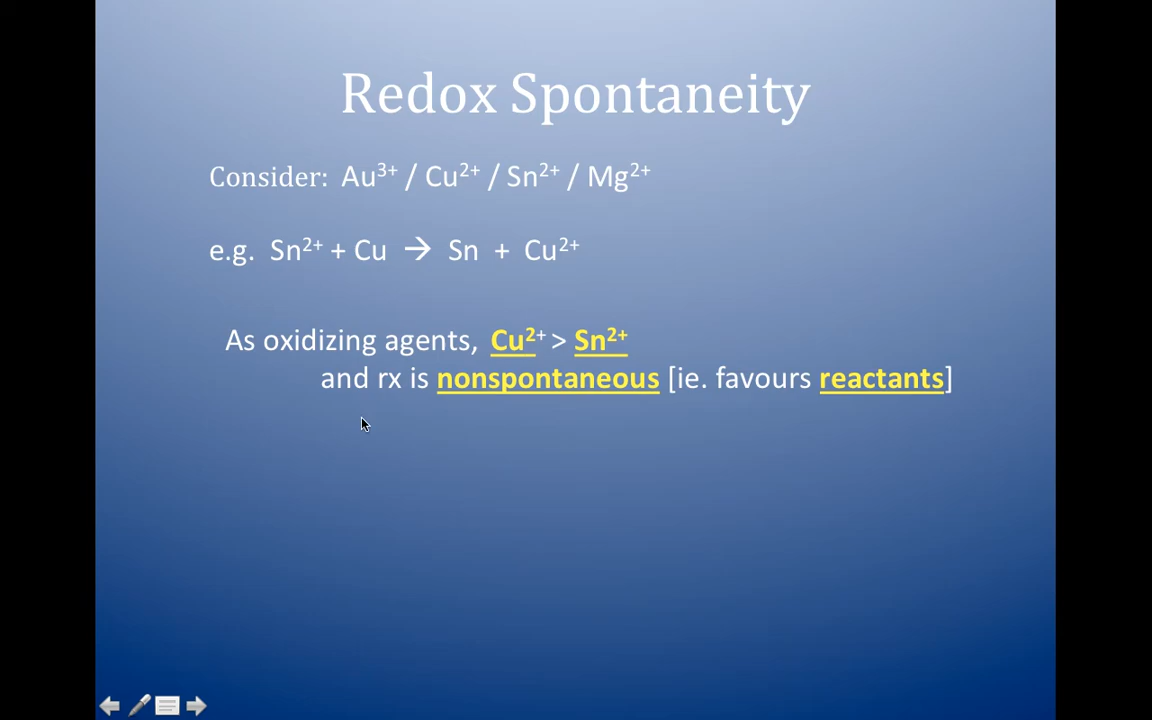 Redox Spontaneity
Consider: Au³⁺ / Cu²⁺ / Sn²⁺ / Mg²⁺
e.g. Sn²⁺ + Cu → Sn + Cu²⁺
As oxidizing agents, Cu²⁺ > Sn²⁺
and rx is nonspontaneous [ie. favours reactants]